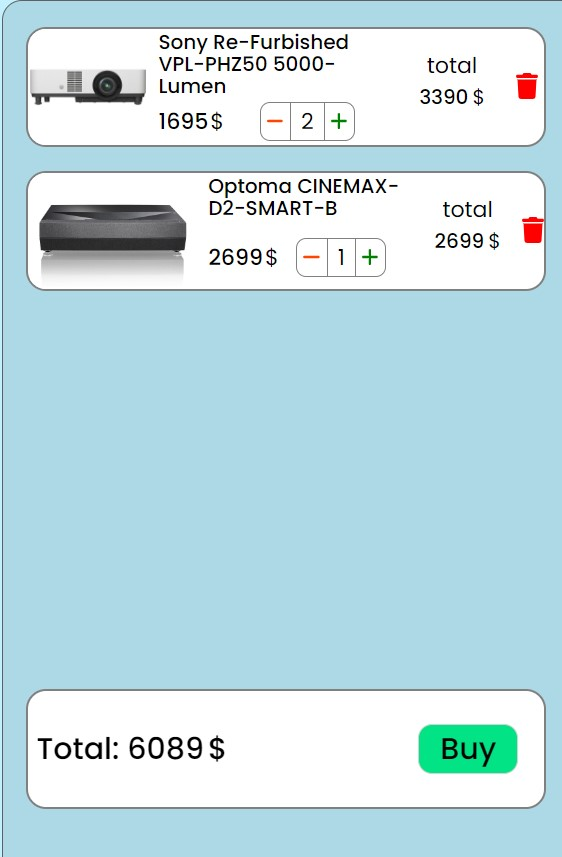 Sony Re-Furbished
VPL-PHZ50 5000-
Lumen
1695$
− 2 +
total
3390 $
Optoma CINEMAX-
D2-SMART-B
2699$
− 1 +
total
2699 $
Total: 6089$
Buy